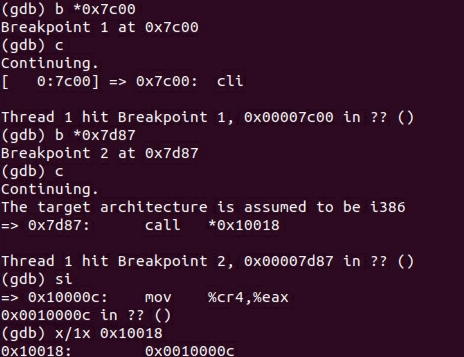 (gdb) b *0x7c00
Breakpoint 1 at 0x7c00
(gdb) c
Continuing.
[   0:7c00] => 0x7c00:  cli

Thread 1 hit Breakpoint 1, 0x00007c00 in ?? ()
(gdb) b *0x7d87
Breakpoint 2 at 0x7d87
(gdb) c
Continuing.
The target architecture is assumed to be i386
=> 0x7d87:      call   *0x10018

Thread 1 hit Breakpoint 2, 0x00007d87 in ?? ()
(gdb) si
=> 0x10000c:    mov    %cr4,%eax
0x0010000c in ?? ()
(gdb) x/1x 0x10018
0x10018:        0x0010000c